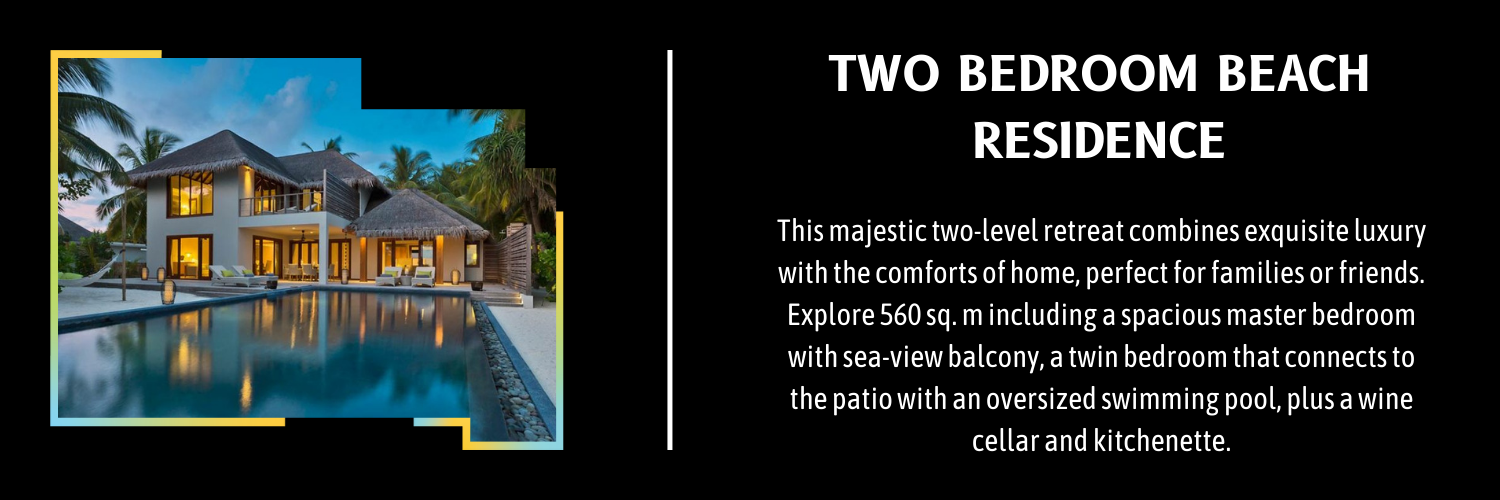 TWO BEDROOM BEACH
RESIDENCE
This majestic two-level retreat combines exquisite luxury
with the comforts of home, perfect for families or friends.
Explore 560 sq. m including a spacious master bedroom
with sea-view balcony, a twin bedroom that connects to
the patio with an oversized swimming pool, plus a wine
cellar and kitchenette.